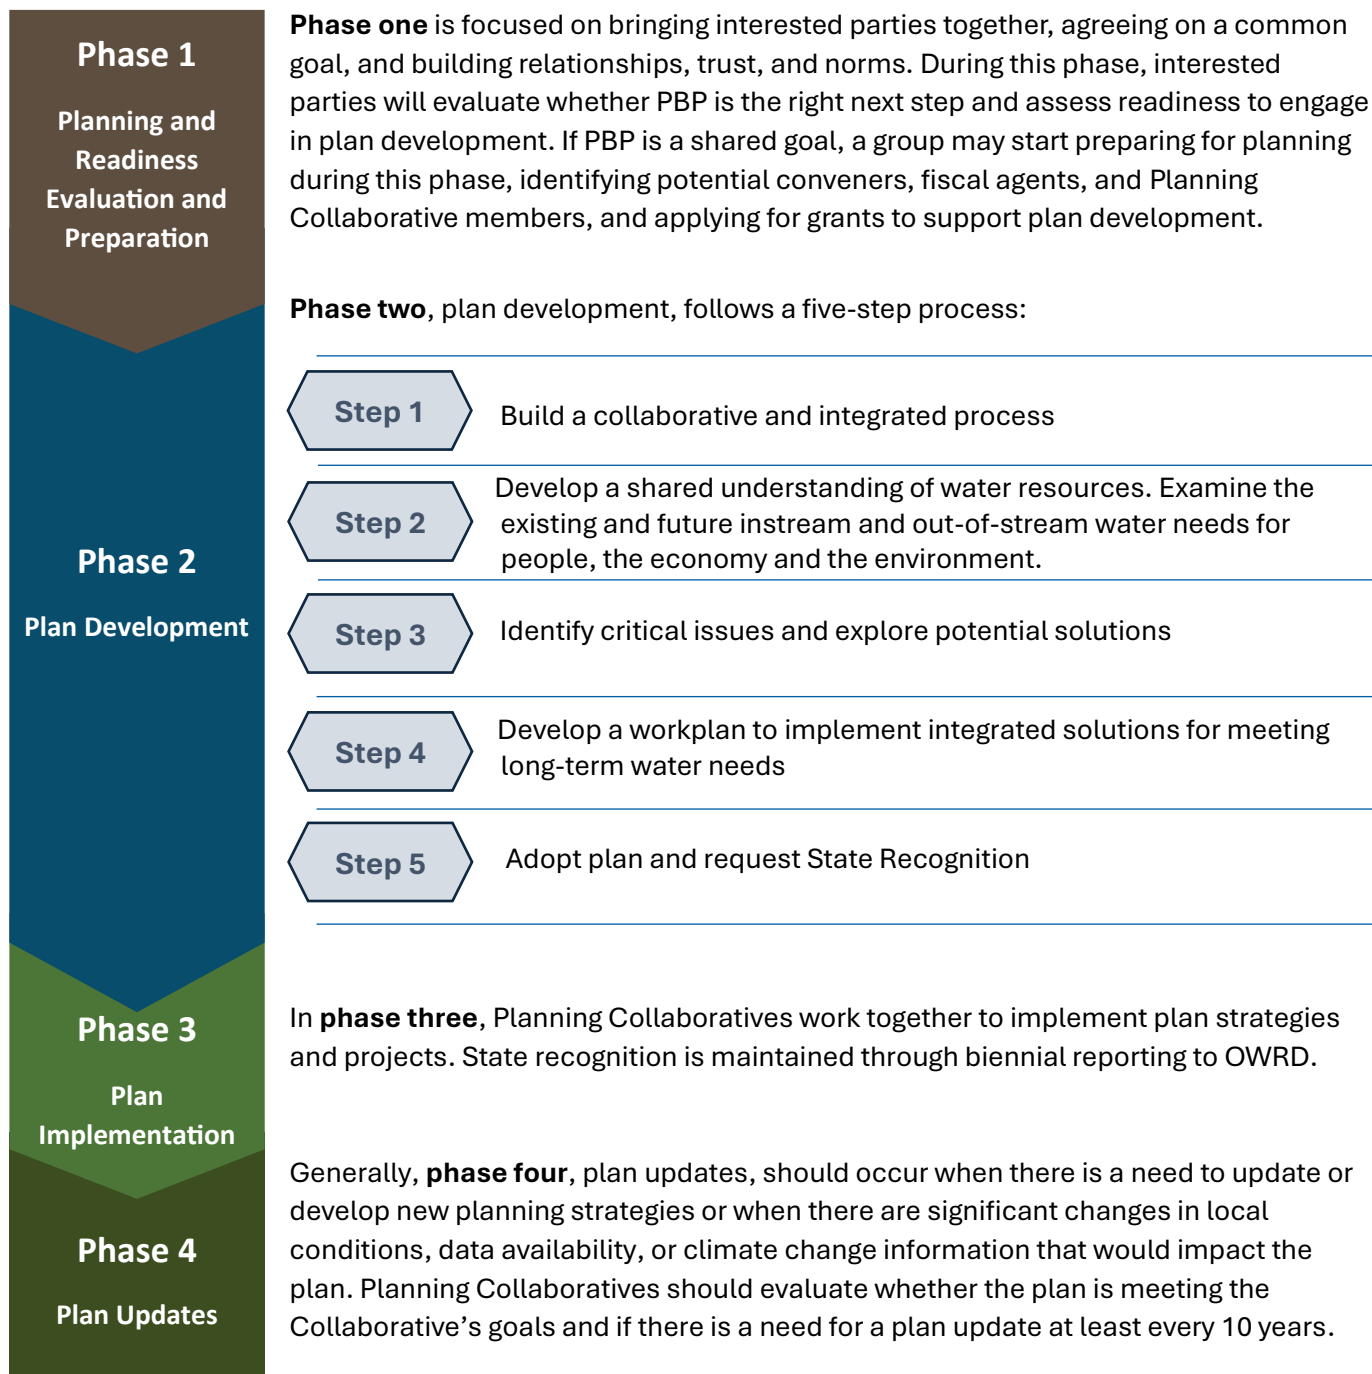 Phase 1
Planning and
Readiness
Evaluation and
Preparation
Phase one is focused on bringing interested parties together, agreeing on a common
goal, and building relationships, trust, and norms. During this phase, interested
parties will evaluate whether PBP is the right next step and assess readiness to engage
in plan development. If PBP is a shared goal, a group may start preparing for planning
during this phase, identifying potential conveners, fiscal agents, and Planning
Collaborative members, and applying for grants to support plan development.
Phase 2
Plan Development
Phase two, plan development, follows a five-step process:
Step 1
Build a collaborative and integrated process
Step 2
Develop a shared understanding of water resources. Examine the
existing and future instream and out-of-stream water needs for
people, the economy and the environment.
Step 3
Identify critical issues and explore potential solutions
Step 4
Develop a workplan to implement integrated solutions for meeting
long-term water needs
Step 5
Adopt plan and request State Recognition
Phase 3
Plan
Implementation
In phase three, Planning Collaboratives work together to implement plan strategies
and projects. State recognition is maintained through biennial reporting to OWRD.
Phase 4
Plan Updates
Generally, phase four, plan updates, should occur when there is a need to update or
develop new planning strategies or when there are significant changes in local
conditions, data availability, or climate change information that would impact the
plan. Planning Collaboratives should evaluate whether the plan is meeting the
Collaborative’s goals and if there is a need for a plan update at least every 10 years.